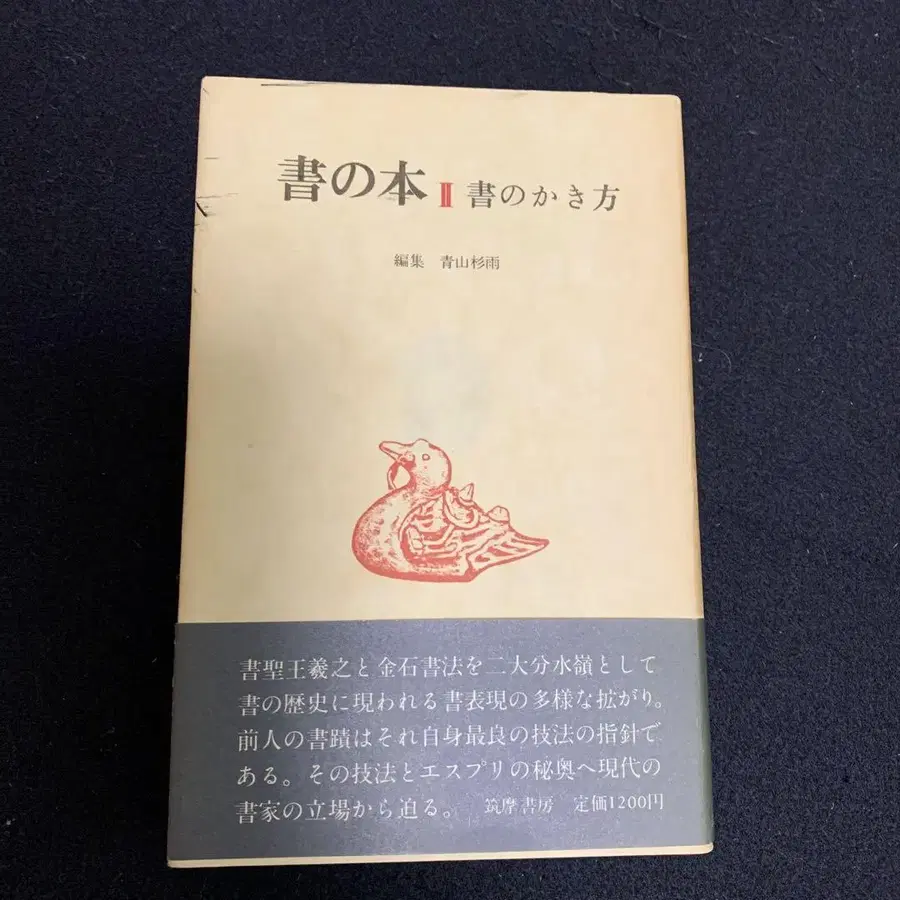 書の本 II 書のかき方
編集 青山杉雨
書聖王羲之と金石書法を二大分水嶺として
書の歴史に現われる書表現の多様な拡がり。
前人の書蹟はそれ自身最良の技法の指針で
ある。その技法とエスプリの秘奥へ現代の
書家の立場から迫る。 筑摩書房 定価1200円